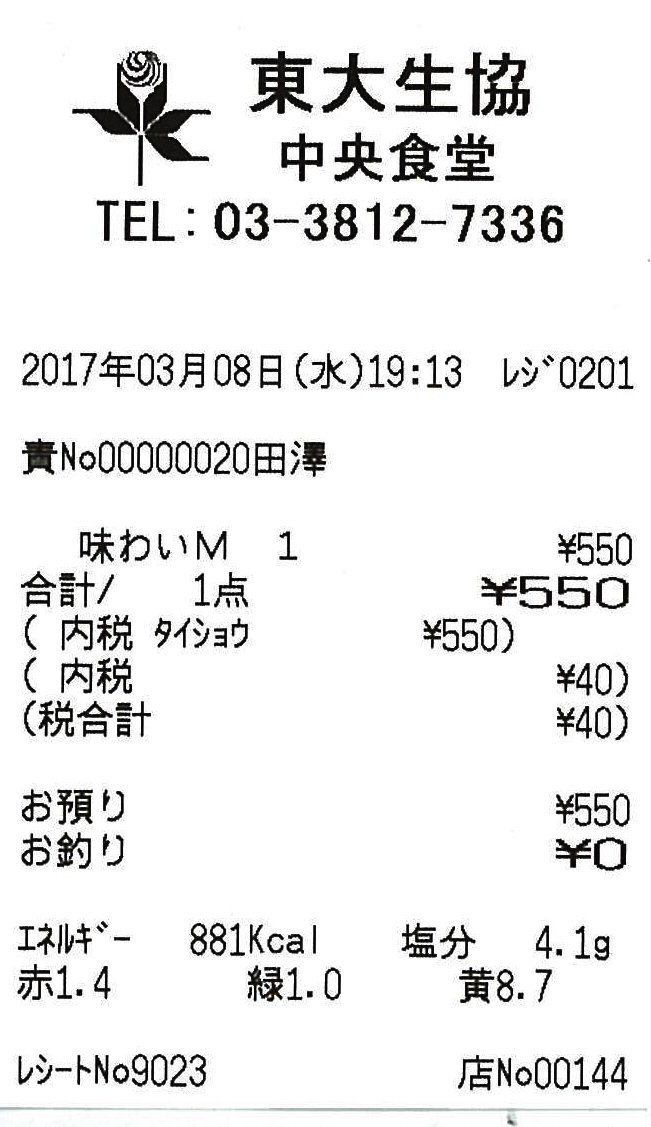 東大生協
中央食堂
TEL: 03-3812-7336
2017年03月08日(水)19:13 ﾚｼﾞ0201
責No00000020田澤
味わいM 1 ¥550
合計/ 1点 ¥550
( 内税 ﾀｲｼｮｳ ¥550)
( 内税 ¥40)
(税合計 ¥40)
お預り ¥550
お釣り ¥0
ｴﾈﾙｷﾞｰ 881Kcal 塩分 4.1g
赤1.4 緑1.0 黄8.7
ﾚｼｰﾄNo9023 店No00144